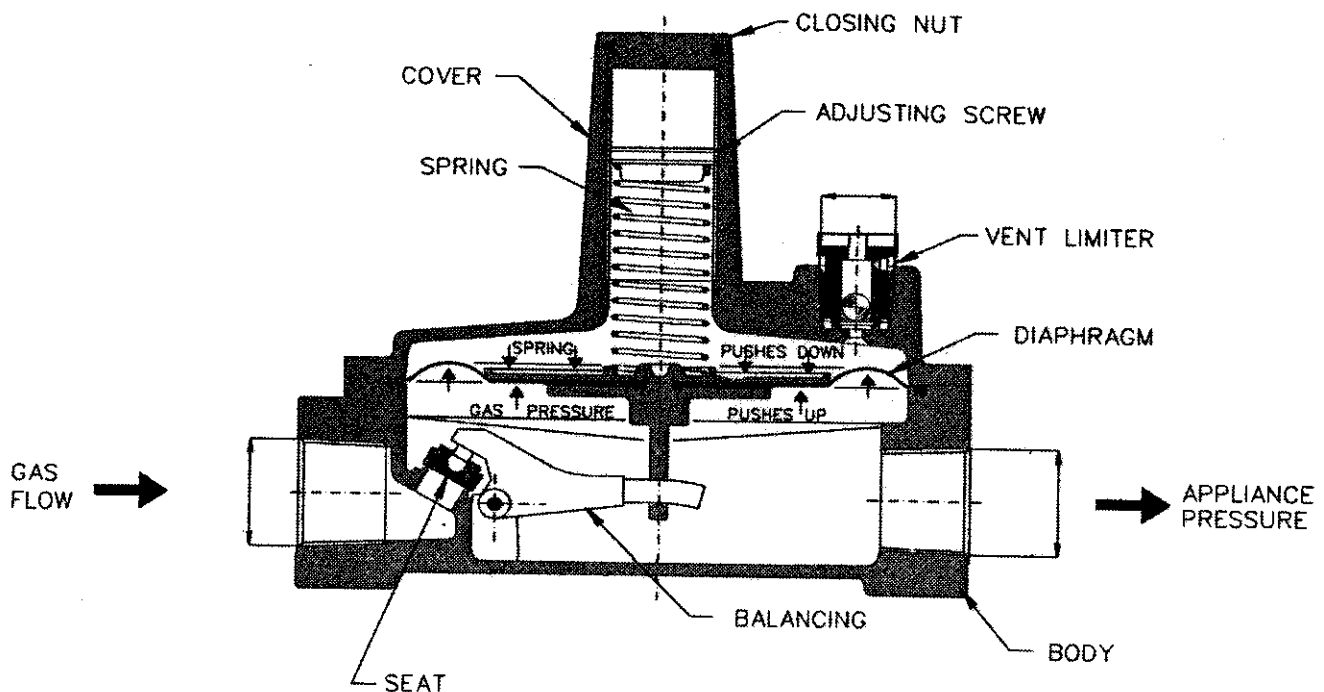 CLOSING NUT
COVER
ADJUSTING SCREW
SPRING
VENT LIMITER
DIAPHRAGM
SPRING
PUSHES DOWN
GAS PRESSURE
PUSHES UP
GAS
FLOW
APPLIANCE
PRESSURE
BALANCING
BODY
SEAT